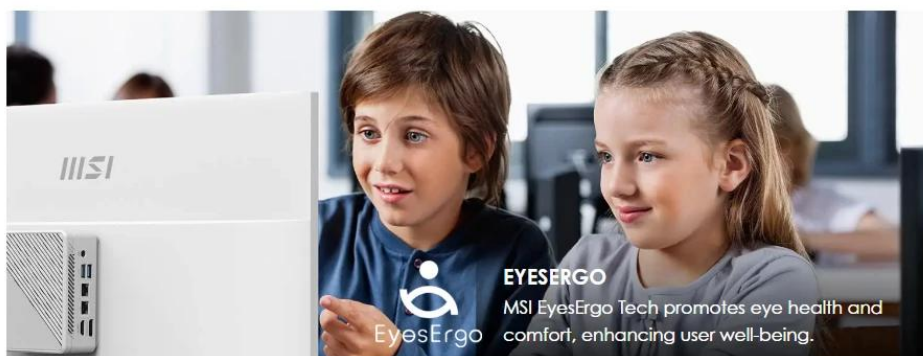 msi
EYESERGO
MSI EyesErgo Tech promotes eye health and
EyesErgo
comfort, enhancing user well-being.